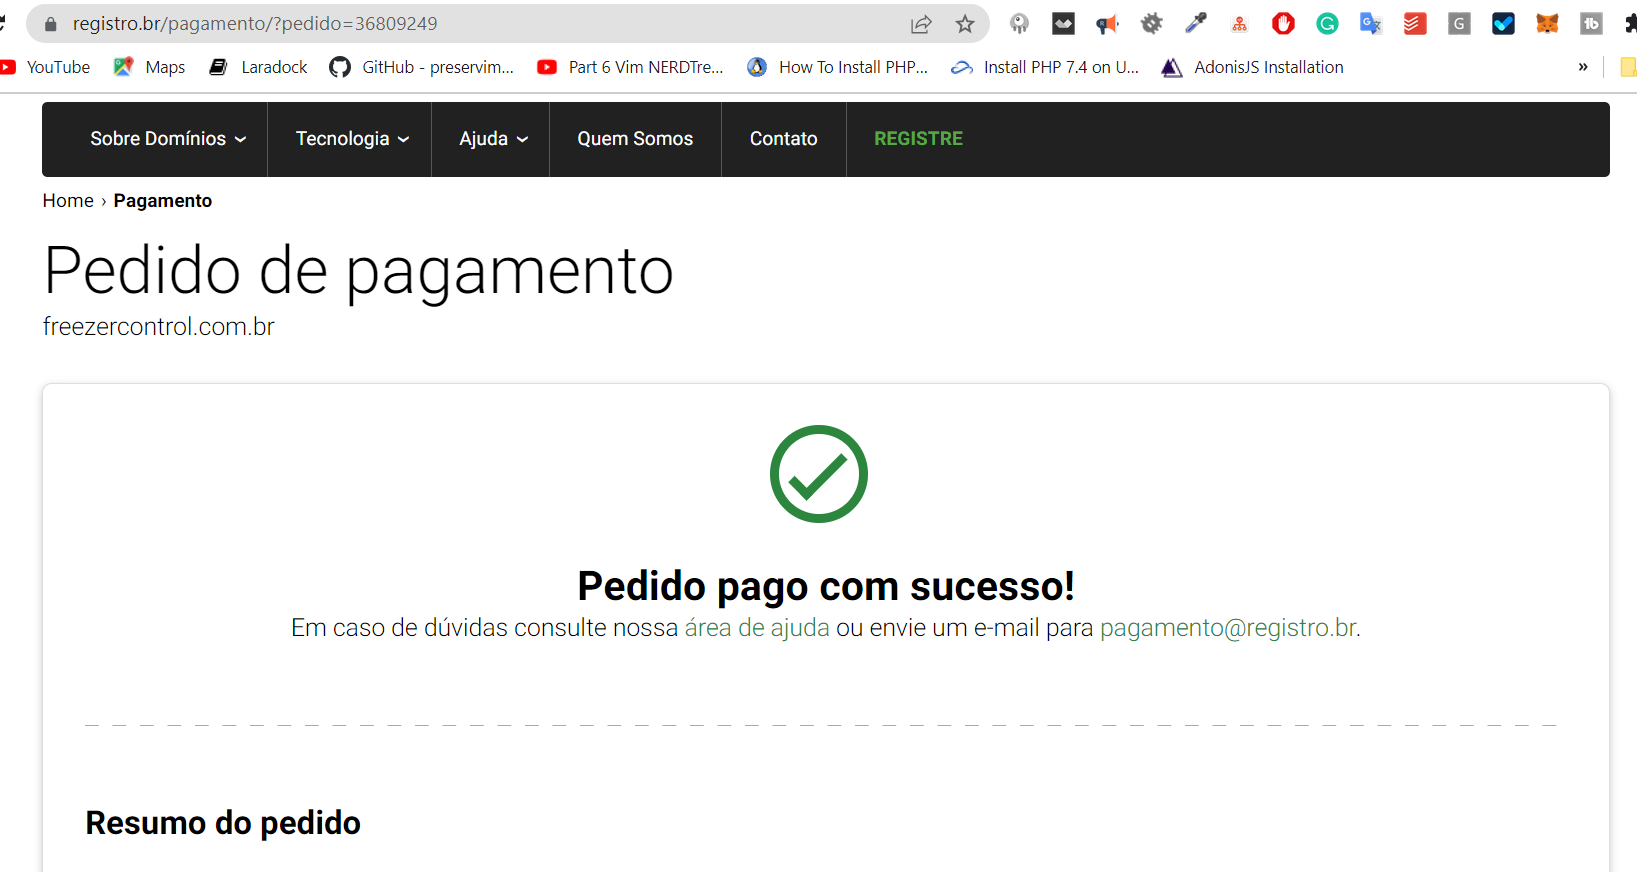 registro.br/pagamento/?pedido=36809249
YouTube Maps Laradock GitHub - preservim... Part 6 Vim NERDTre... How To Install PHP... Install PHP 7.4 on U... AdonisJS Installation »
Sobre Domínios Tecnologia Ajuda Quem Somos Contato REGISTRE
Home › Pagamento
Pedido de pagamento
freezercontrol.com.br
Pedido pago com sucesso!
Em caso de dúvidas consulte nossa área de ajuda ou envie um e-mail para pagamento@registro.br.
Resumo do pedido